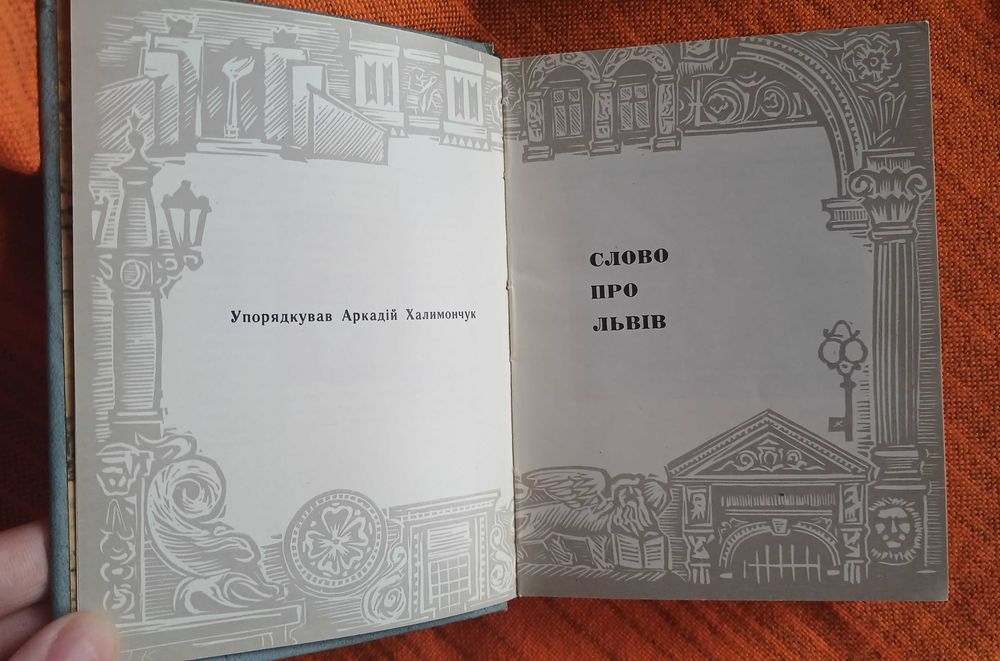 Упорядкував Аркадій Халимончук
СЛОВО
ПРО
ЛЬВІВ